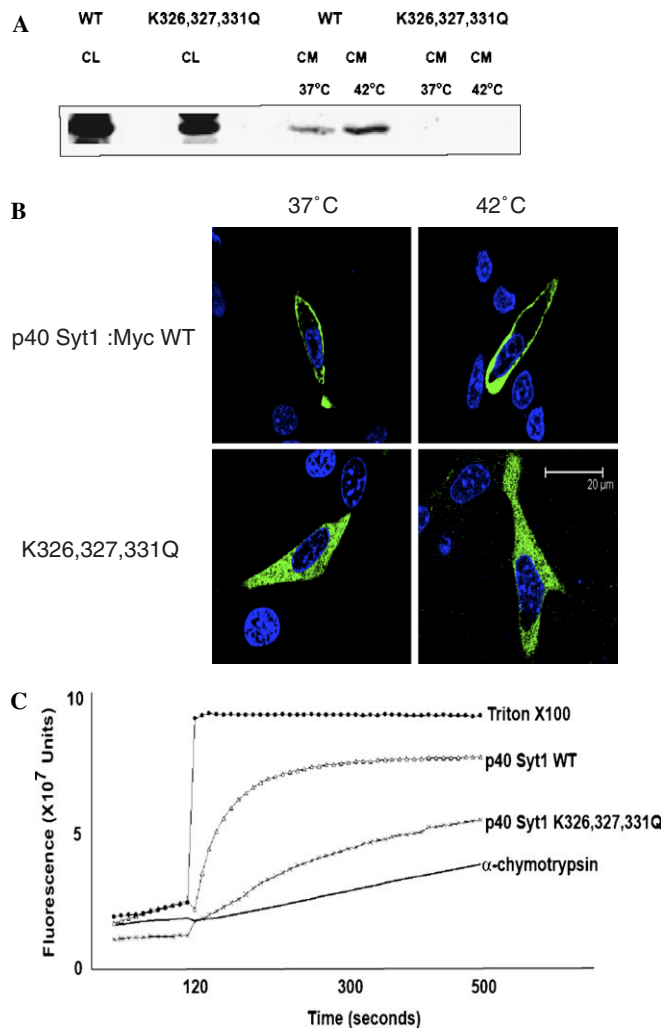 A
WT K326,327,331Q WT K326,327,331Q
CL CL CM CM CM CM
37°C 42°C 37°C 42°C
B
37°C 42°C
p40 Syt1 :Myc WT
K326,327,331Q
20 µm
C
Fluorescence (X10⁷ Units)
10
5
0
Triton X100
p40 Syt1 WT
p40 Syt1 K326,327,331Q
α-chymotrypsin
120 300 500
Time (seconds)